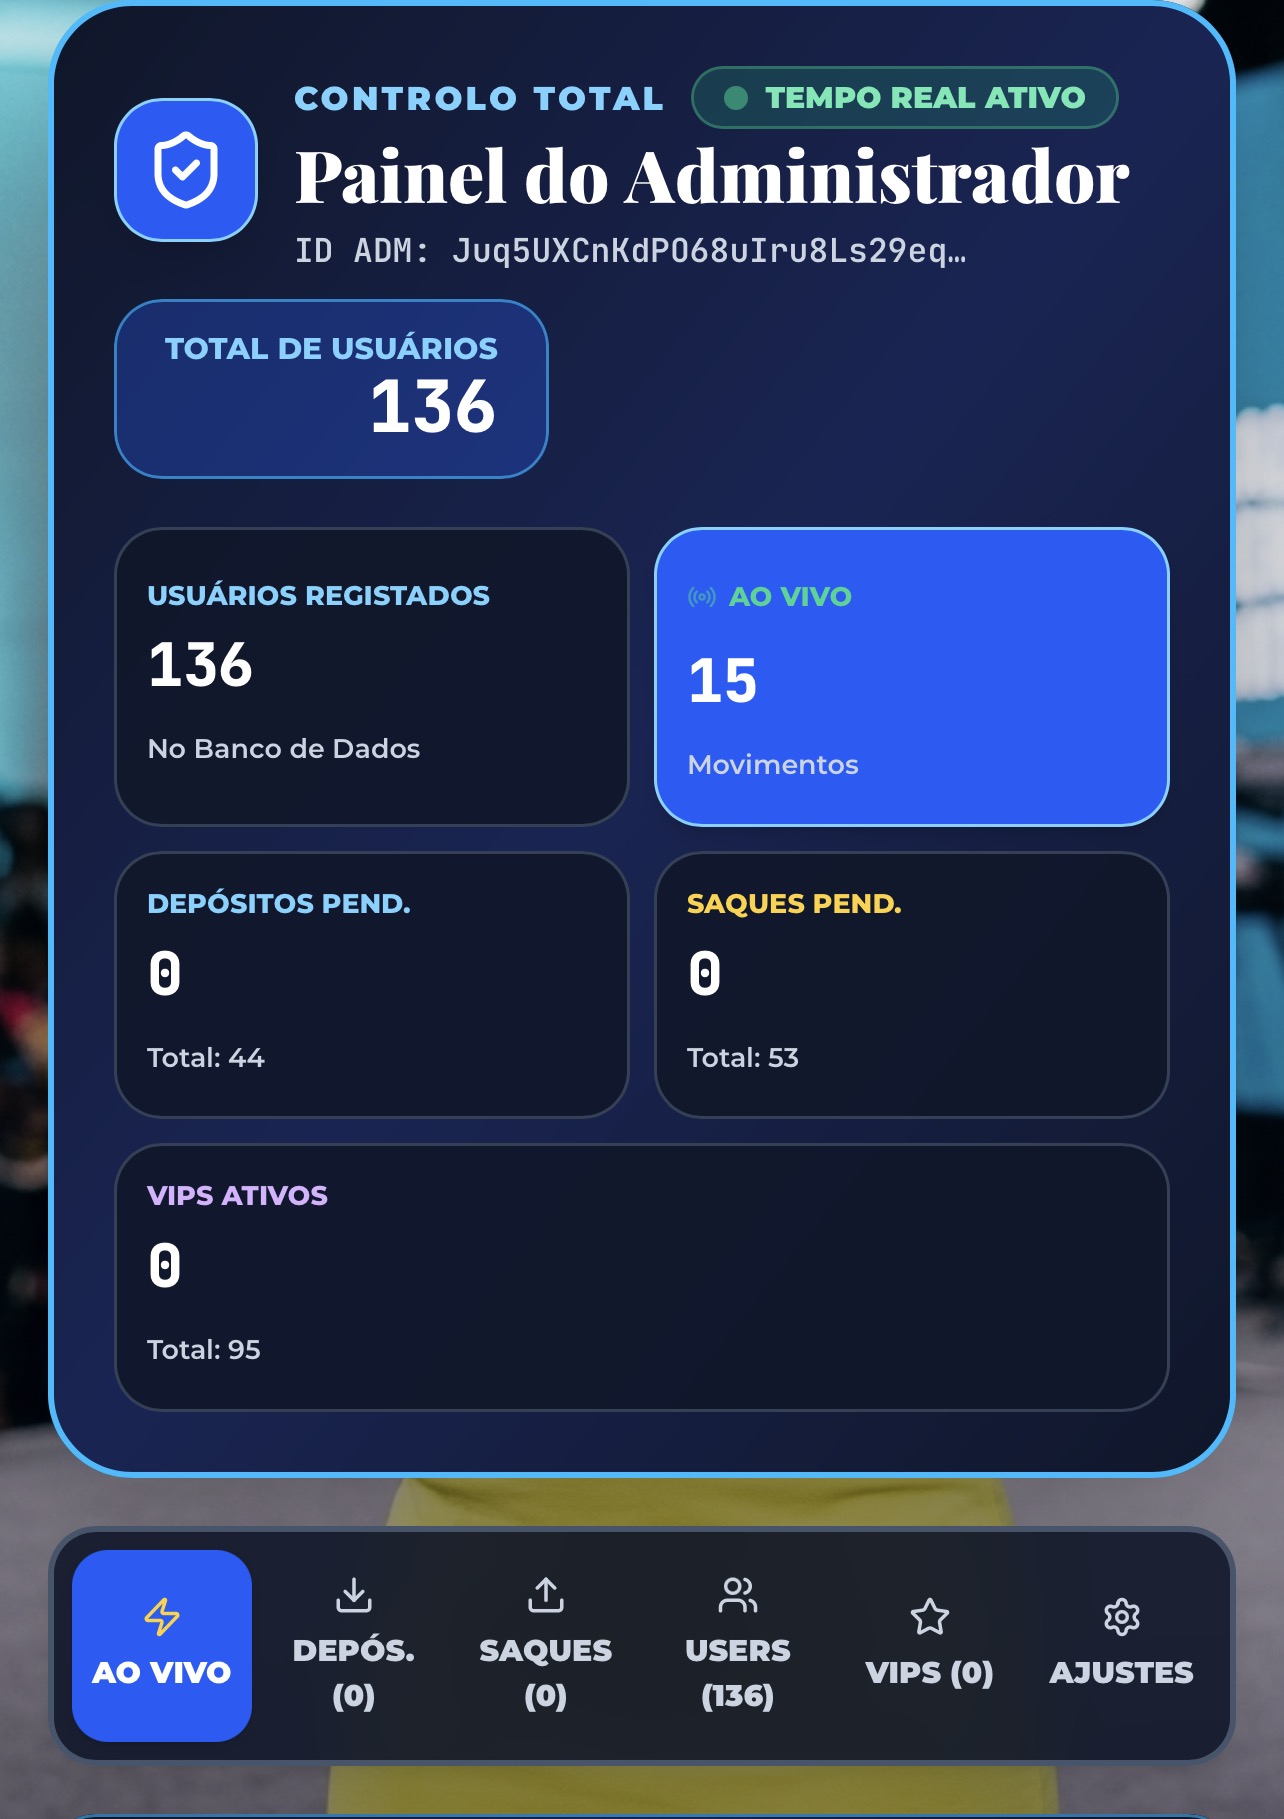 CONTROLO TOTAL
TEMPO REAL ATIVO
Painel do Administrador
ID ADM: Juq5UXCnKdPO68uIru8Ls29eq…
TOTAL DE USUÁRIOS
136
USUÁRIOS REGISTADOS
136
No Banco de Dados
AO VIVO
15
Movimentos
DEPÓSITOS PEND.
0
Total: 44
SAQUES PEND.
0
Total: 53
VIPS ATIVOS
0
Total: 95
AO VIVO
DEPÓS.
(0)
SAQUES
(0)
USERS
(136)
VIPS (0)
AJUSTES